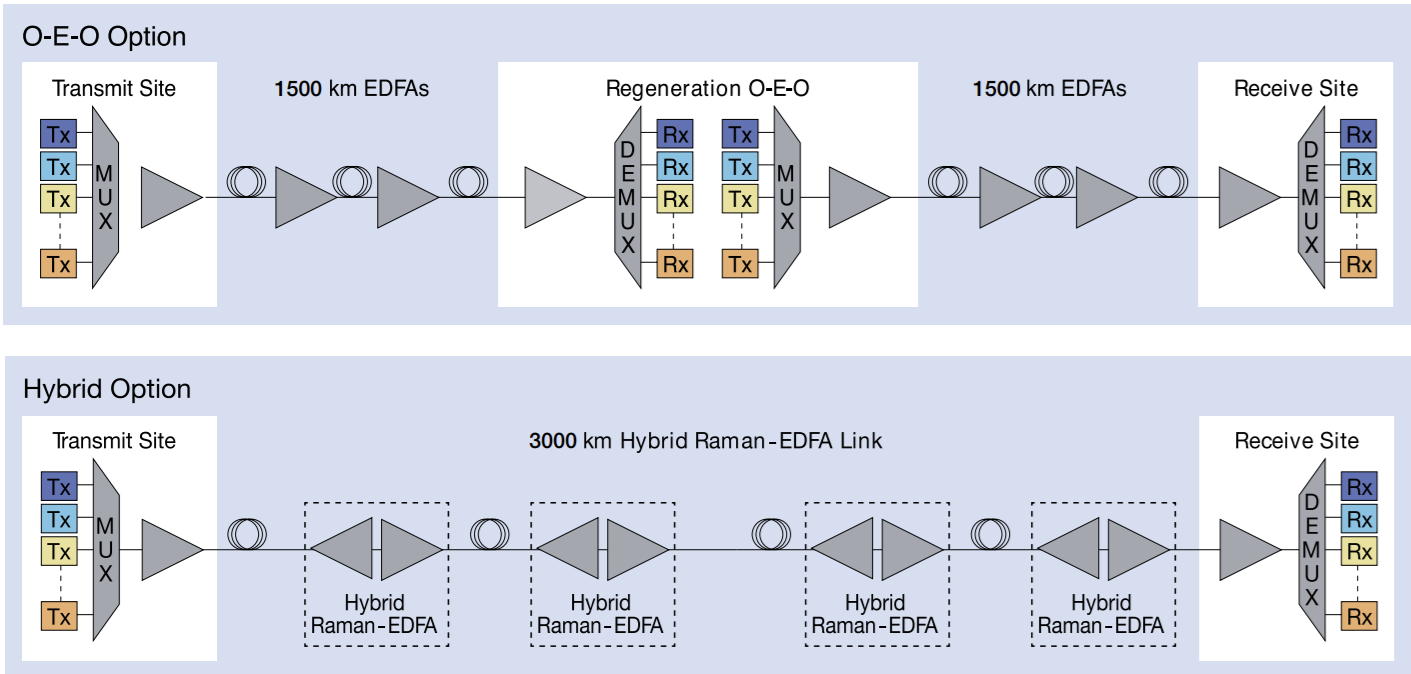 O-E-O Option
Transmit Site
1500 km EDFAs
Regeneration O-E-O
1500 km EDFAs
Receive Site
Tx
Tx
Tx
Tx
MUX
DEMUX
Rx
Rx
Rx
Rx
Tx
Tx
Tx
Tx
MUX
DEMUX
Rx
Rx
Rx
Rx
Hybrid Option
Transmit Site
3000 km Hybrid Raman-EDFA Link
Receive Site
Tx
Tx
Tx
Tx
MUX
Hybrid
Raman-EDFA
Hybrid
Raman-EDFA
Hybrid
Raman-EDFA
Hybrid
Raman-EDFA
DEMUX
Rx
Rx
Rx
Rx